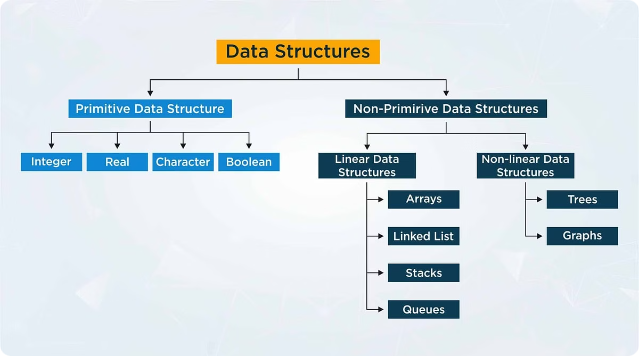 Data Structures
Primitive Data Structure
Non-Primirive Data Structures
Integer
Real
Character
Boolean
Linear Data
Structures
Non-linear Data
Structures
Arrays
Linked List
Stacks
Queues
Trees
Graphs